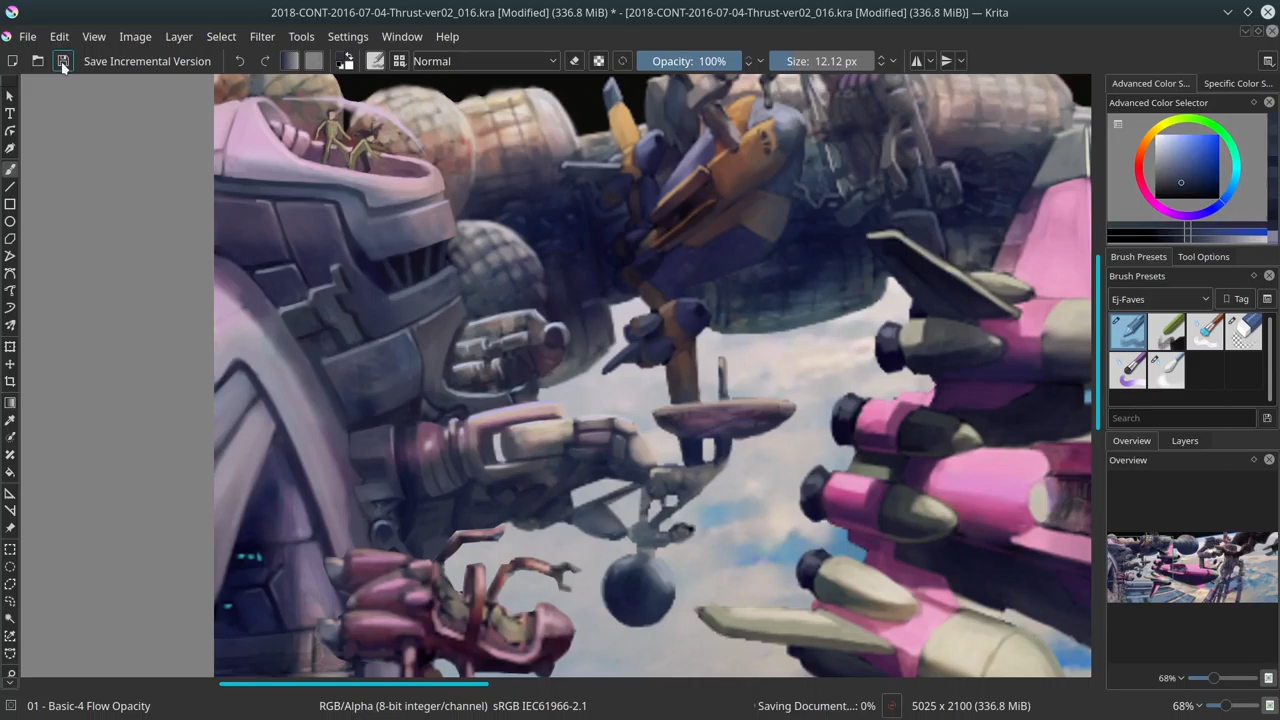 2018-CONT-2016-07-04-Thrust-ver02_016.kra [Modified] (336.8 MiB) * - [2018-CONT-2016-07-04-Thrust-ver02_016.kra [Modified] (336.8 MiB)] — Krita
File Edit View Image Layer Select Filter Tools Settings Window Help
Save Incremental Version Normal Opacity: 100% Size: 12.12 px
Advanced Color S... Specific Color S...
Advanced Color Selector
Brush Presets Tool Options
Brush Presets
Ej-Faves Tag
Search
Overview Layers
Overview
68%
01 - Basic-4 Flow Opacity RGB/Alpha (8-bit integer/channel) sRGB IEC61966-2.1 Saving Document...: 0% 5025 x 2100 (336.8 MiB) 68%